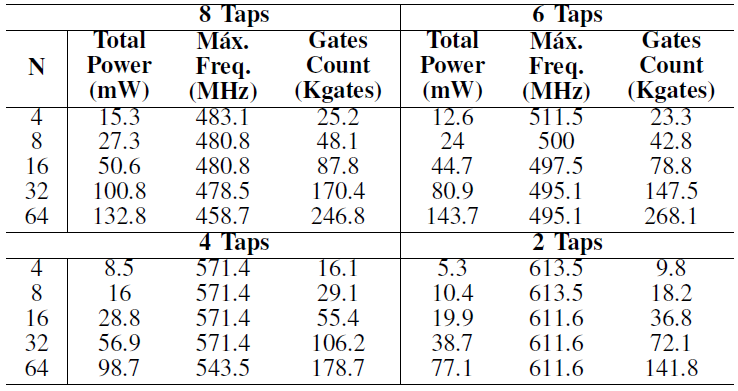 8 Taps 6 Taps
Total Máx. Gates Total Máx. Gates
N Power Freq. Count Power Freq. Count
(mW) (MHz) (Kgates) (mW) (MHz) (Kgates)
4 15.3 483.1 25.2 12.6 511.5 23.3
8 27.3 480.8 48.1 24 500 42.8
16 50.6 480.8 87.8 44.7 497.5 78.8
32 100.8 478.5 170.4 80.9 495.1 147.5
64 132.8 458.7 246.8 143.7 495.1 268.1
4 Taps 2 Taps
4 8.5 571.4 16.1 5.3 613.5 9.8
8 16 571.4 29.1 10.4 613.5 18.2
16 28.8 571.4 55.4 19.9 611.6 36.8
32 56.9 571.4 106.2 38.7 611.6 72.1
64 98.7 543.5 178.7 77.1 611.6 141.8